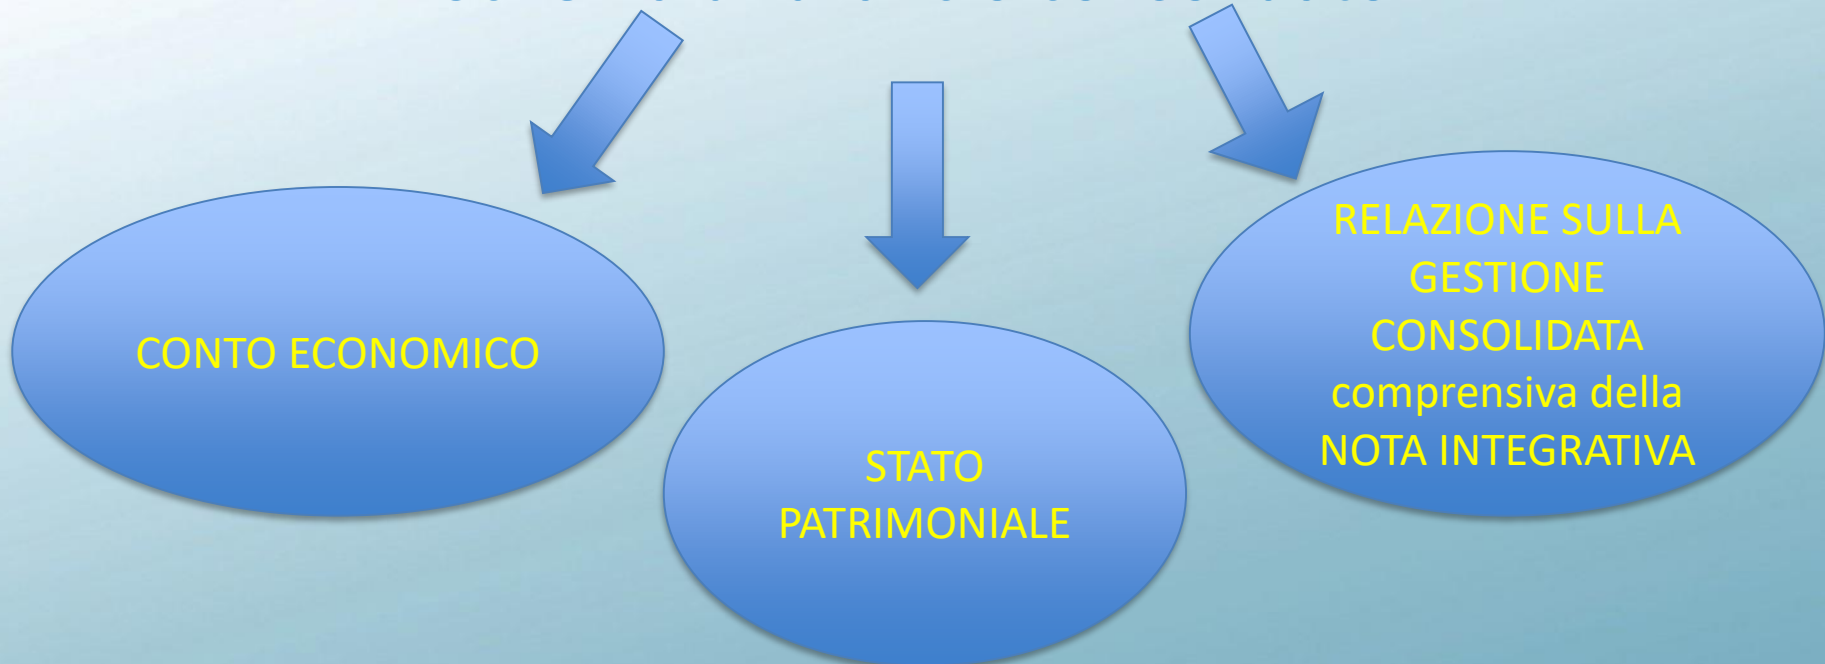 CONTO ECONOMICO
STATO
PATRIMONIALE
RELAZIONE SULLA
GESTIONE
CONSOLIDATA
comprensiva della
NOTA INTEGRATIVA